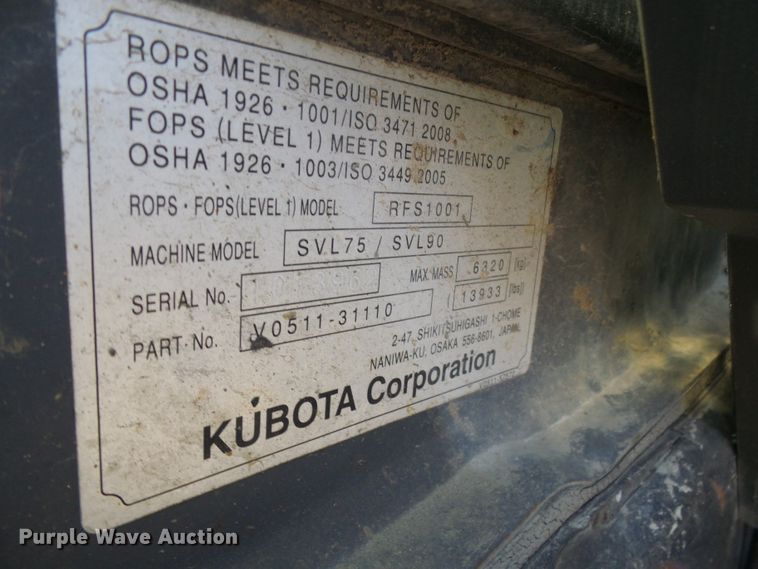 ROPS MEETS REQUIREMENTS OF
OSHA 1926・1001/ISO 3471 2008
FOPS (LEVEL 1) MEETS REQUIREMENTS OF
OSHA 1926・1003/ISO 3449 2005
ROPS・FOPS(LEVEL 1) MODEL RFS1001
MACHINE MODEL SVL75 / SVL90
SERIAL No. MAX. MASS 6320 [kg]
PART No. V0511-31110 ( 13933 [lbs])
2-47, SHIKITSUHIGASHI 1-CHOME
NANIWA-KU, OSAKA 556-8601, JAPAN.
KUBOTA Corporation
Purple Wave Auction®